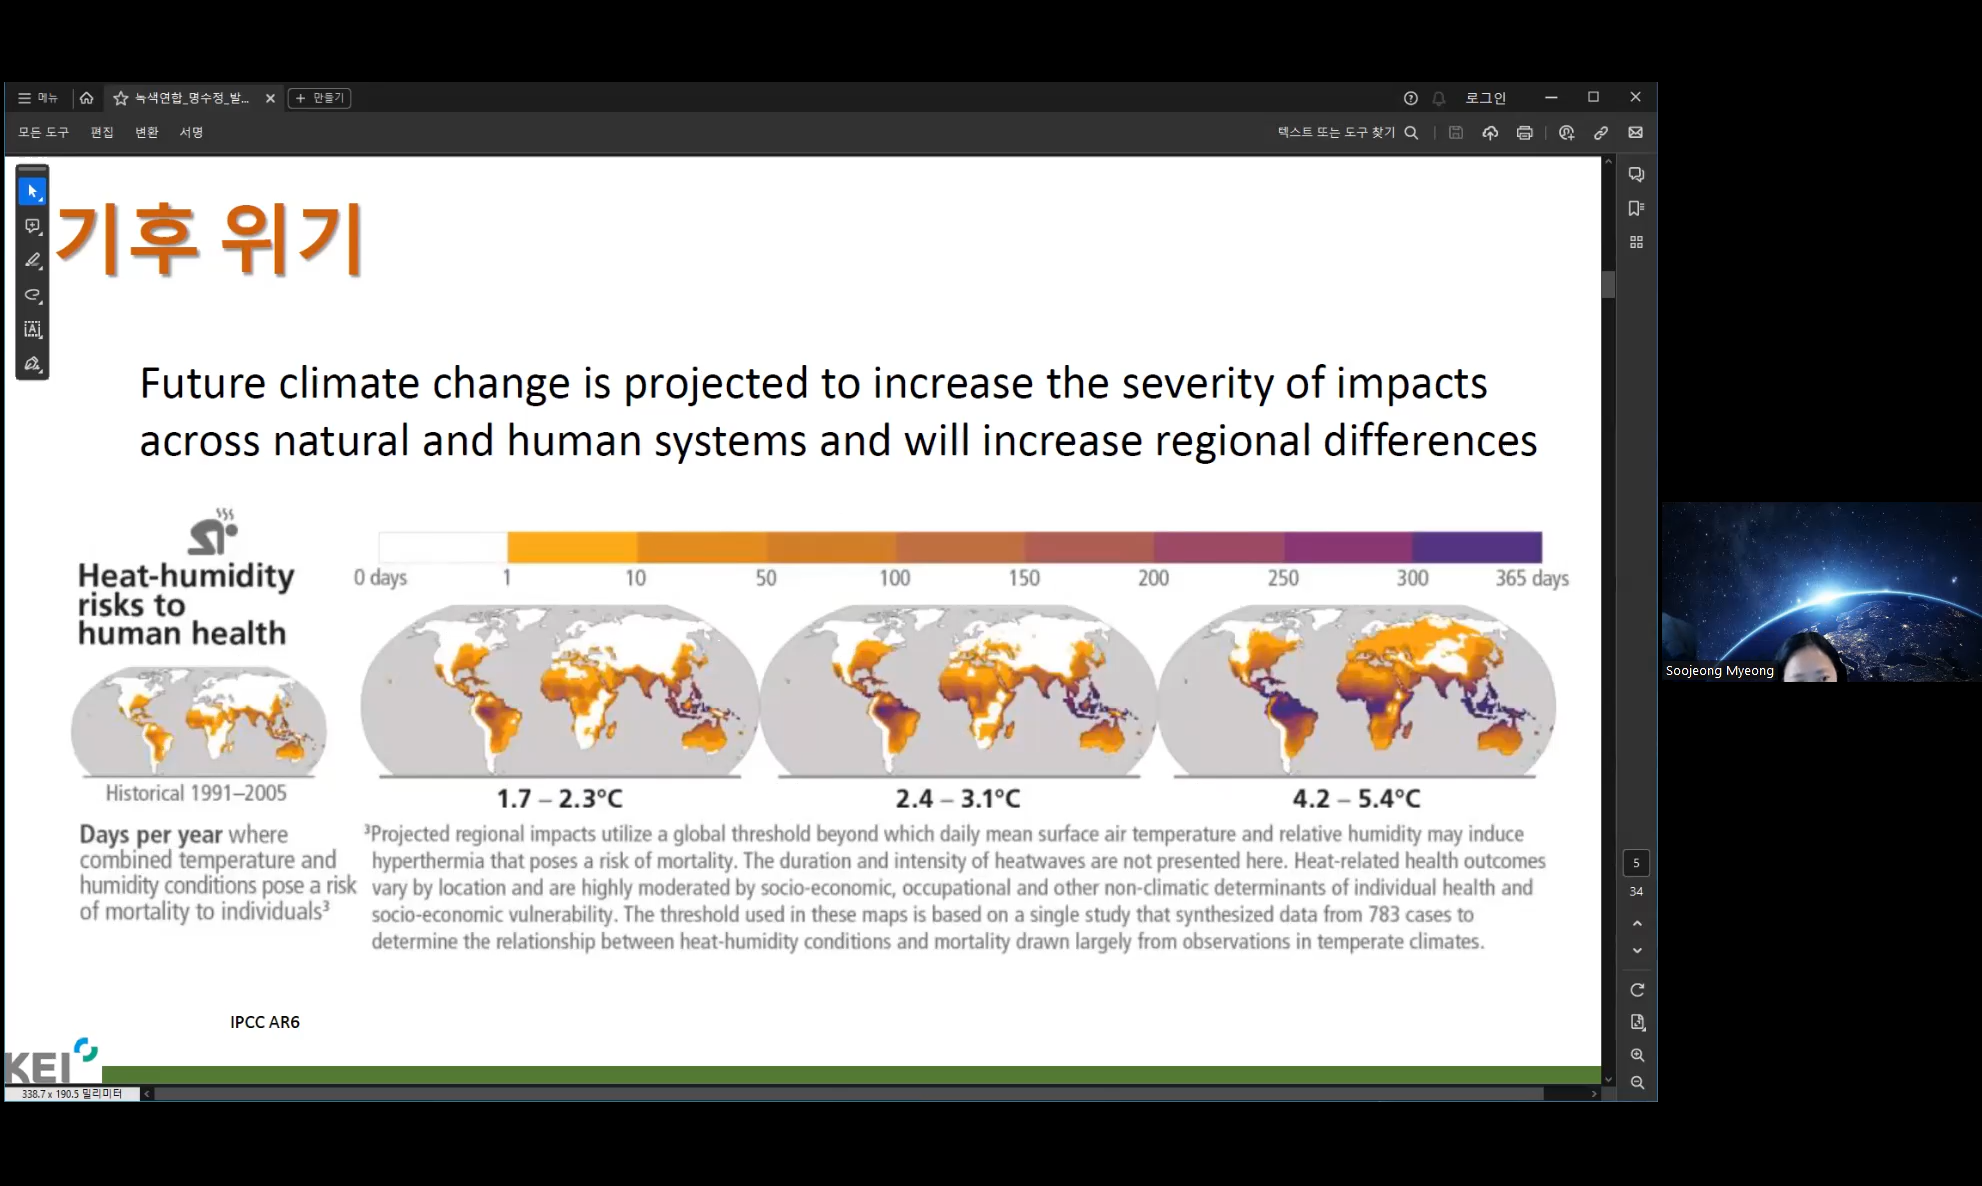 메뉴
녹색연합_명수정_발...
만들기
로그인
모든 도구 편집 변환 서명
텍스트 또는 도구 찾기
기후 위기
Future climate change is projected to increase the severity of impacts
across natural and human systems and will increase regional differences
Heat-humidity
risks to
human health
0 days 1 10 50 100 150 200 250 300 365 days
Historical 1991–2005
1.7 – 2.3°C 2.4 – 3.1°C 4.2 – 5.4°C
Days per year where
combined temperature and
humidity conditions pose a risk
of mortality to individuals³
³Projected regional impacts utilize a global threshold beyond which daily mean surface air temperature and relative humidity may induce
hyperthermia that poses a risk of mortality. The duration and intensity of heatwaves are not presented here. Heat-related health outcomes
vary by location and are highly moderated by socio-economic, occupational and other non-climatic determinants of individual health and
socio-economic vulnerability. The threshold used in these maps is based on a single study that synthesized data from 783 cases to
determine the relationship between heat-humidity conditions and mortality drawn largely from observations in temperate climates.
IPCC AR6
KEI
338.7 x 190.5 밀리미터
5
34
Soojeong Myeong